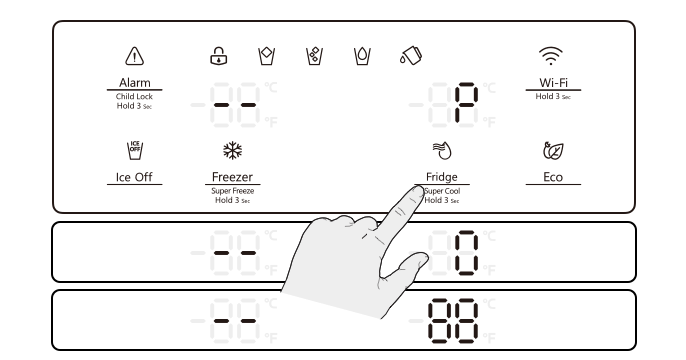 Alarm
Child Lock
Hold 3 Sec
-- °C
°F
P °C
°F
Wi-Fi
Hold 3 Sec
ICE
OFF
Ice Off
Freezer
Super Freeze
Hold 3 Sec
Fridge
Super Cool
Hold 3 Sec
Eco
-- °C
°F
0 °C
°F
-- °C
°F
88 °C
°F